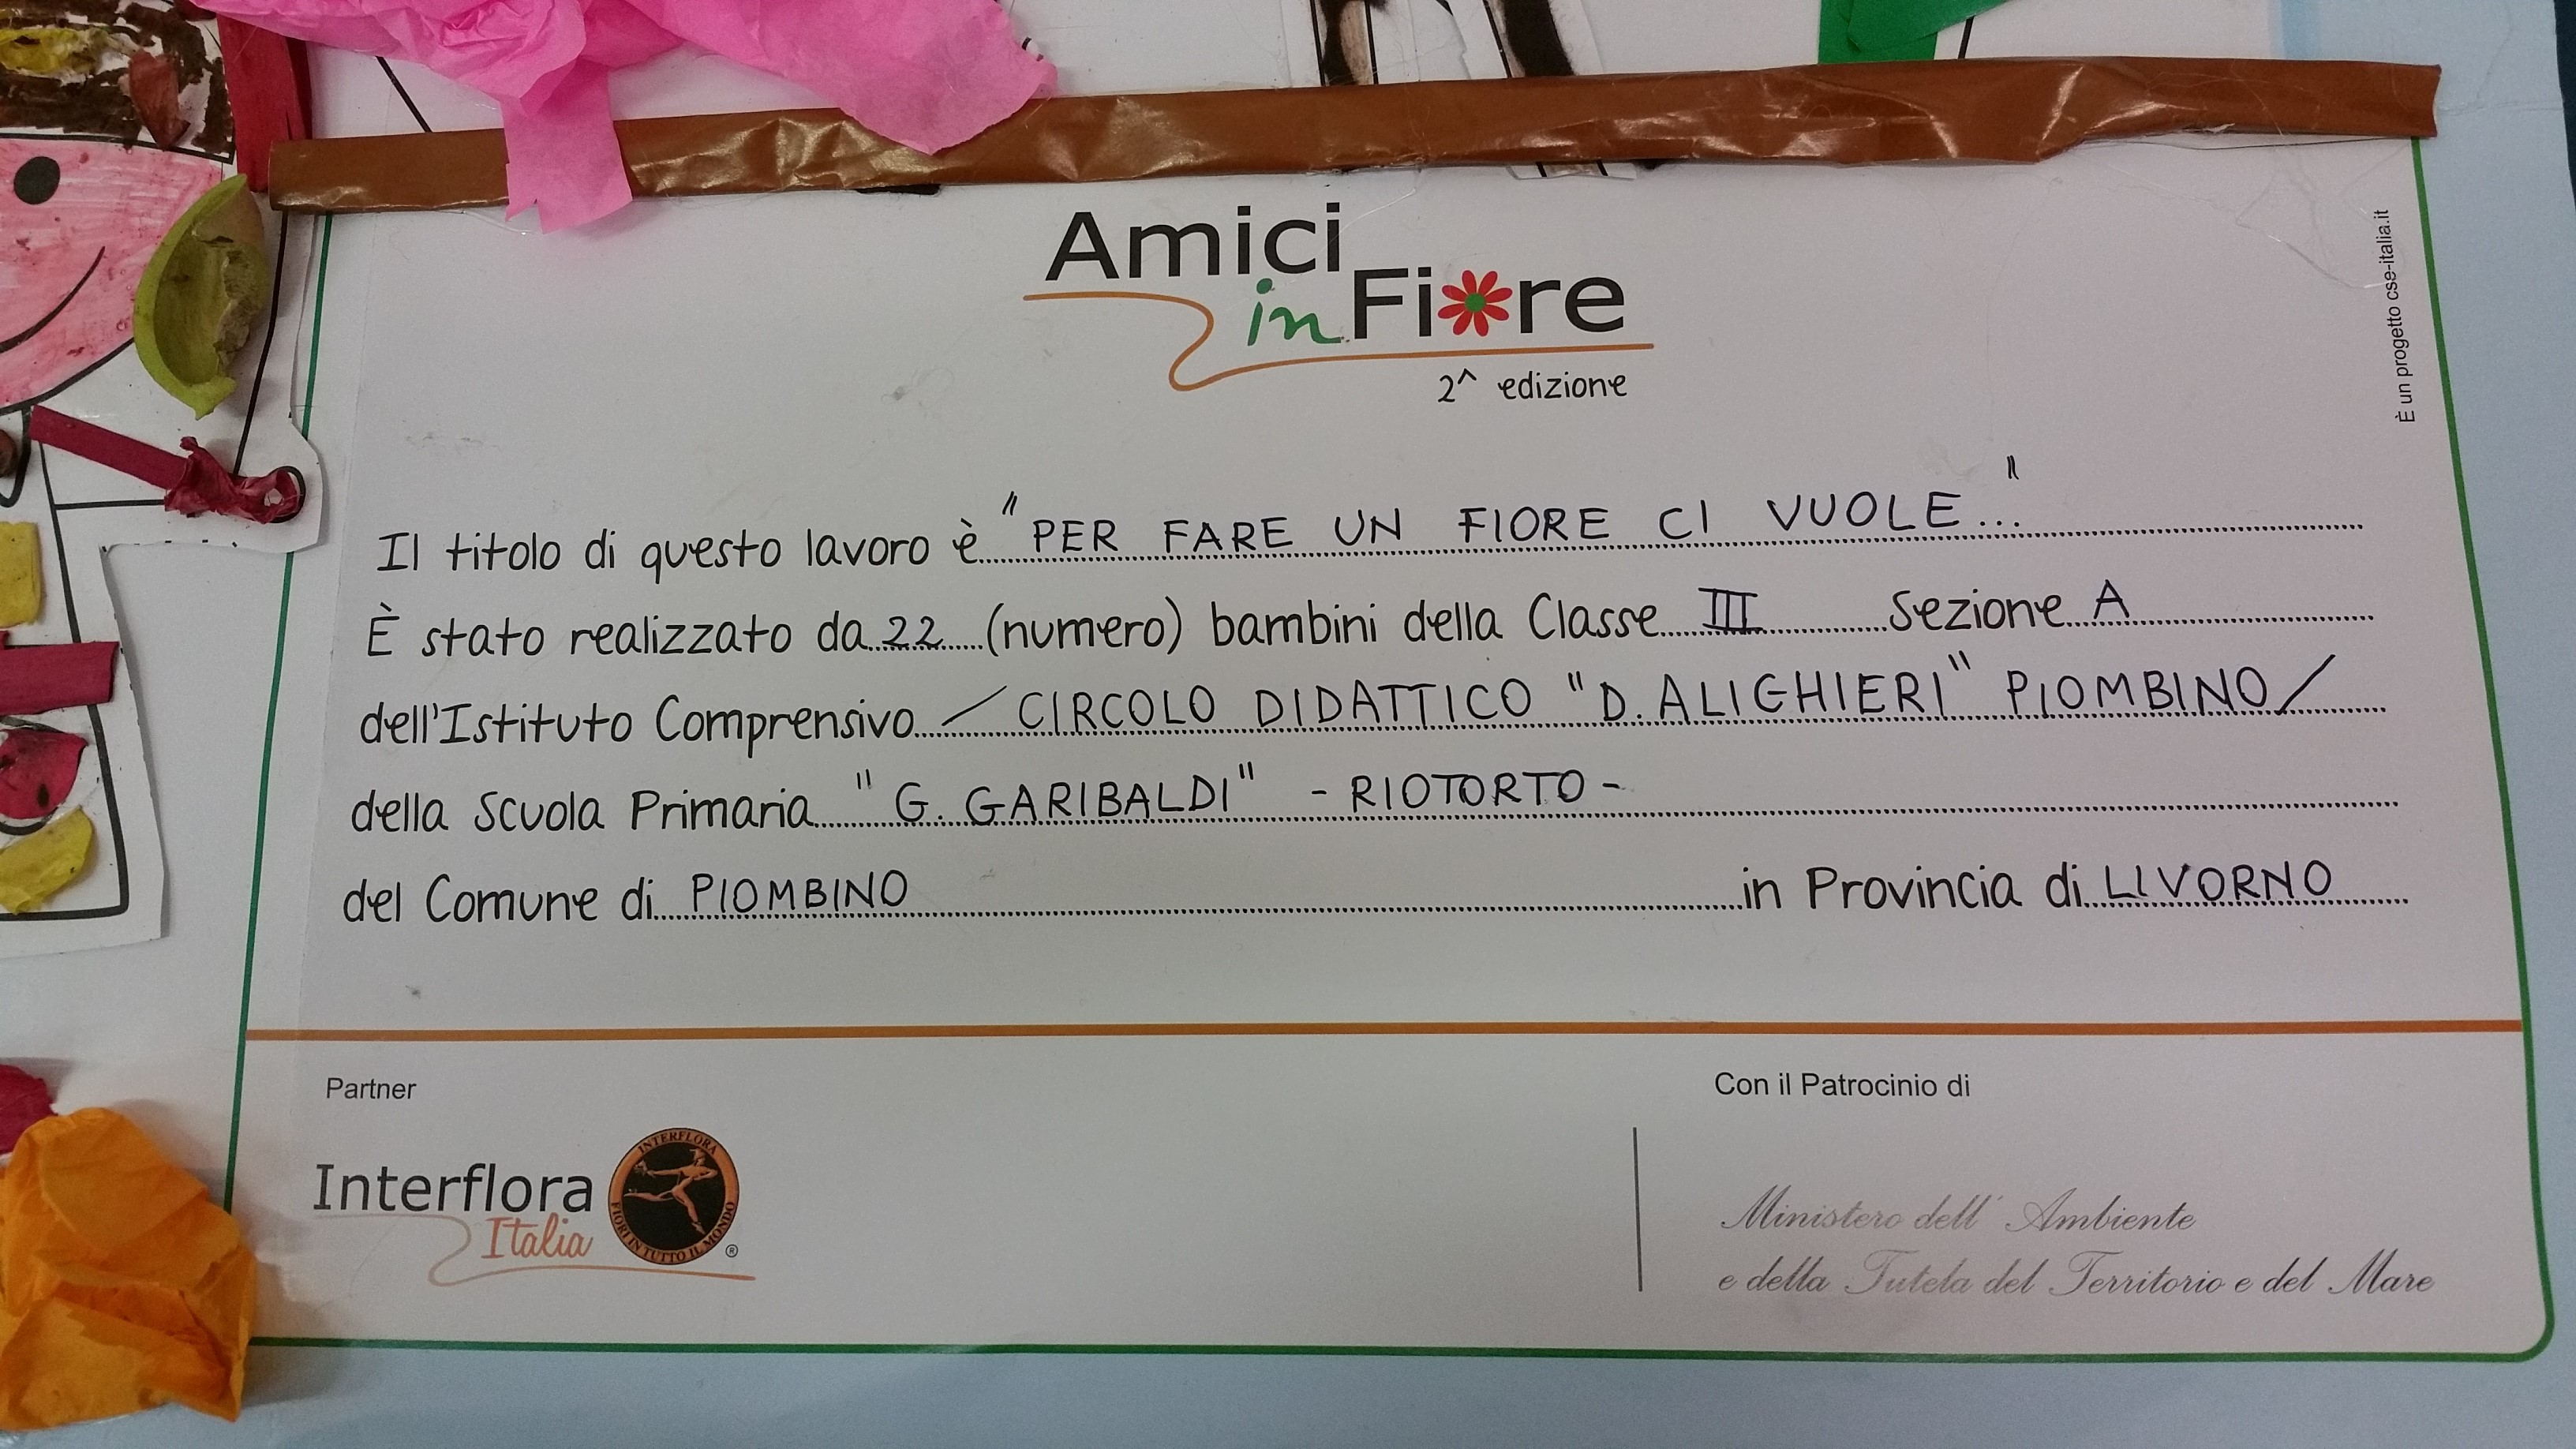 Amici
in Fiore
2^ edizione
È un progetto cse-italia.it
Il titolo di questo lavoro è "PER FARE UN FIORE CI VUOLE..."
È stato realizzato da 22 (numero) bambini della Classe III Sezione A
dell'Istituto Comprensivo / CIRCOLO DIDATTICO "D. ALIGHIERI" PIOMBINO /
della Scuola Primaria "G. GARIBALDI" - RIOTORTO -
del Comune di PIOMBINO in Provincia di LIVORNO
Partner
Interflora
Italia
INTERFLORA
FIORI IN TUTTO IL MONDO
®
Con il Patrocinio di
Ministero dell' Ambiente
e della Tutela del Territorio e del Mare